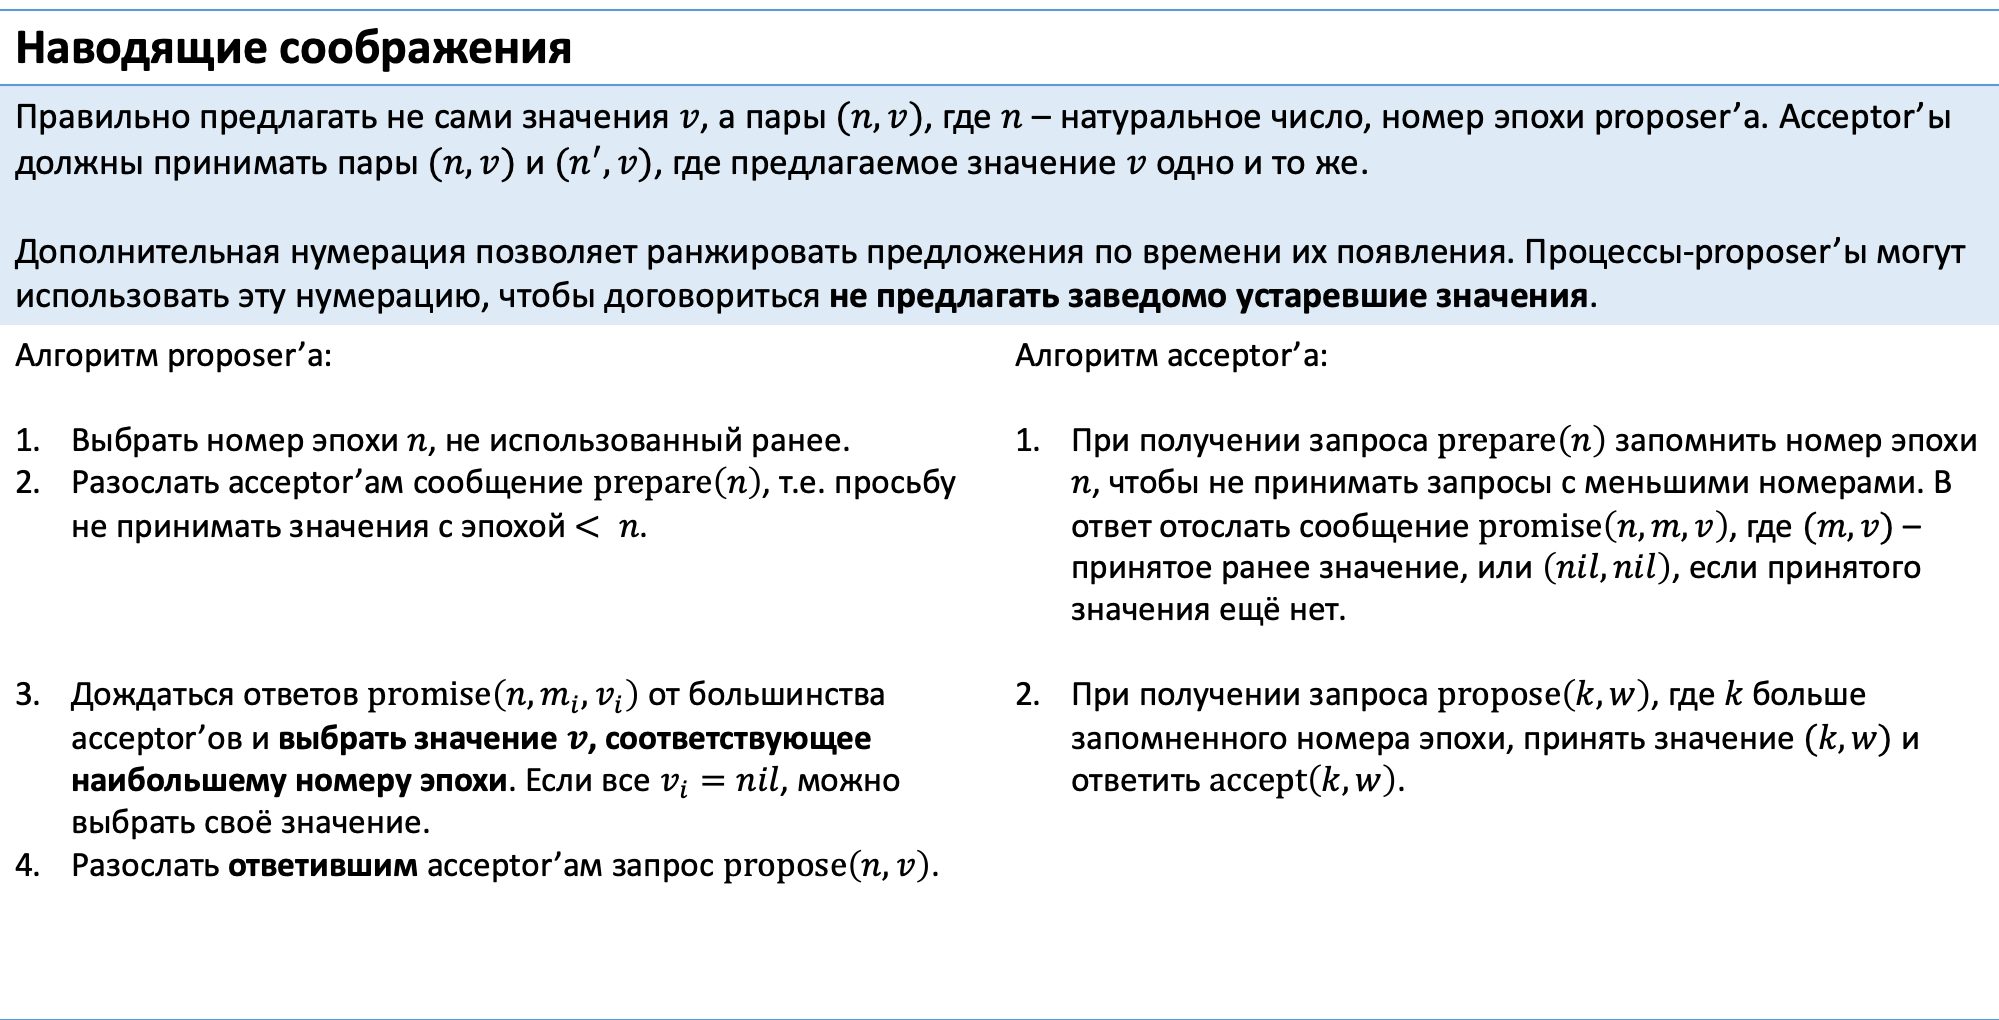 Наводящие соображения
Правильно предлагать не сами значения 𝑣, а пары (𝑛, 𝑣), где 𝑛 – натуральное число, номер эпохи proposer’а. Acceptor’ы
должны принимать пары (𝑛, 𝑣) и (𝑛′, 𝑣), где предлагаемое значение 𝑣 одно и то же.
Дополнительная нумерация позволяет ранжировать предложения по времени их появления. Процессы-proposer’ы могут
использовать эту нумерацию, чтобы договориться не предлагать заведомо устаревшие значения.
Алгоритм proposer’а:
1. Выбрать номер эпохи 𝑛, не использованный ранее.
2. Разослать acceptor’ам сообщение prepare(𝑛), т.е. просьбу
не принимать значения с эпохой < 𝑛.
3. Дождаться ответов promise(𝑛, 𝑚ᵢ, 𝑣ᵢ) от большинства
acceptor’ов и выбрать значение 𝒗, соответствующее
наибольшему номеру эпохи. Если все 𝑣ᵢ = 𝑛𝑖𝑙, можно
выбрать своё значение.
4. Разослать ответившим acceptor’ам запрос propose(𝑛, 𝑣).
Алгоритм acceptor’а:
1. При получении запроса prepare(𝑛) запомнить номер эпохи
𝑛, чтобы не принимать запросы с меньшими номерами. В
ответ отослать сообщение promise(𝑛, 𝑚, 𝑣), где (𝑚, 𝑣) –
принятое ранее значение, или (𝑛𝑖𝑙, 𝑛𝑖𝑙), если принятого
значения ещё нет.
2. При получении запроса propose(𝑘, 𝑤), где 𝑘 больше
запомненного номера эпохи, принять значение (𝑘, 𝑤) и
ответить accept(𝑘, 𝑤).